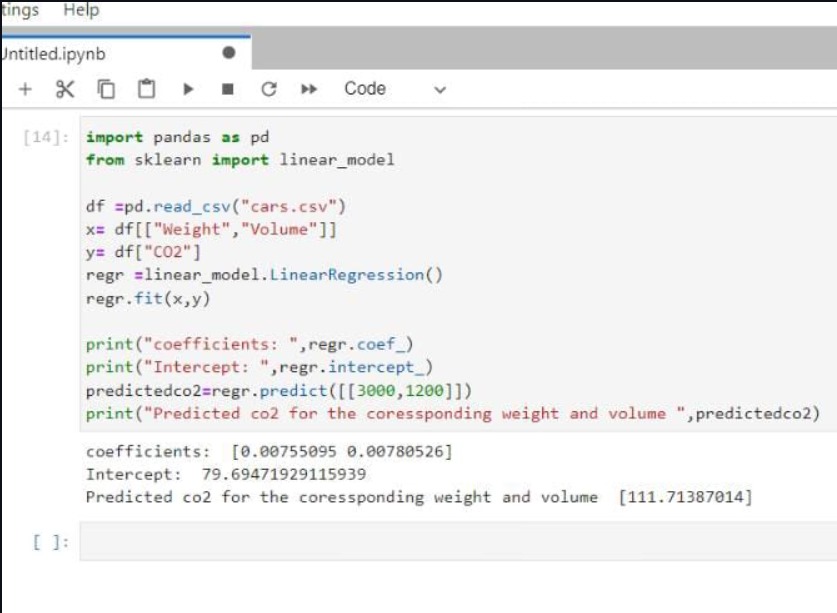 tings Help
Untitled.ipynb
Code
[14]: import pandas as pd
from sklearn import linear_model
df =pd.read_csv("cars.csv")
x= df[["Weight","Volume"]]
y= df["CO2"]
regr =linear_model.LinearRegression()
regr.fit(x,y)
print("coefficients: ",regr.coef_)
print("Intercept: ",regr.intercept_)
predictedco2=regr.predict([[3000,1200]])
print("Predicted co2 for the coressponding weight and volume ",predictedco2)
coefficients:  [0.00755095 0.00780526]
Intercept:  79.69471929115939
Predicted co2 for the coressponding weight and volume  [111.71387014]
[ ]: